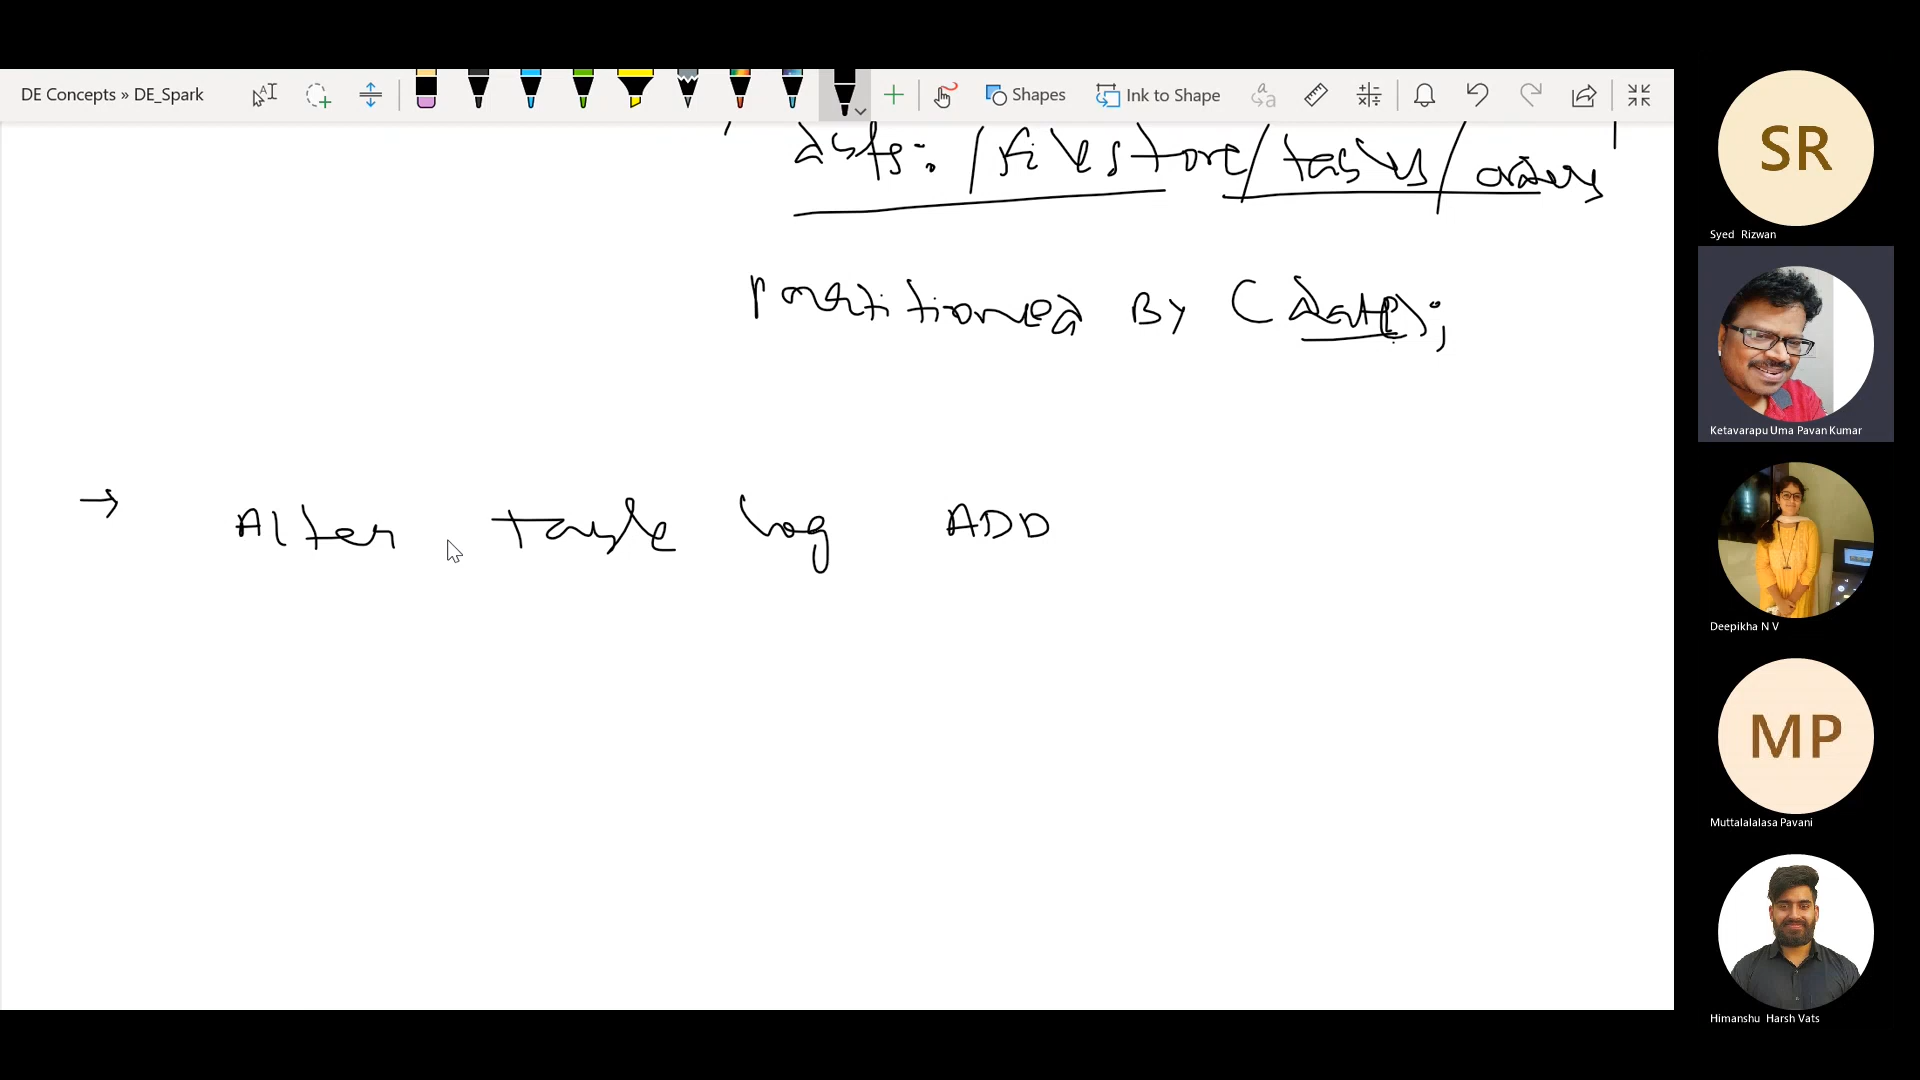 DE Concepts » DE_Spark
Shapes
Ink to Shape
'dbfs:/filestore/tasks/orders'
partitioned By (date);
→ Alter table log ADD
SR
Syed Rizwan
Ketavarapu Uma Pavan Kumar
Deepikha N V
MP
Muttalalalasa Pavani
Himanshu Harsh Vats